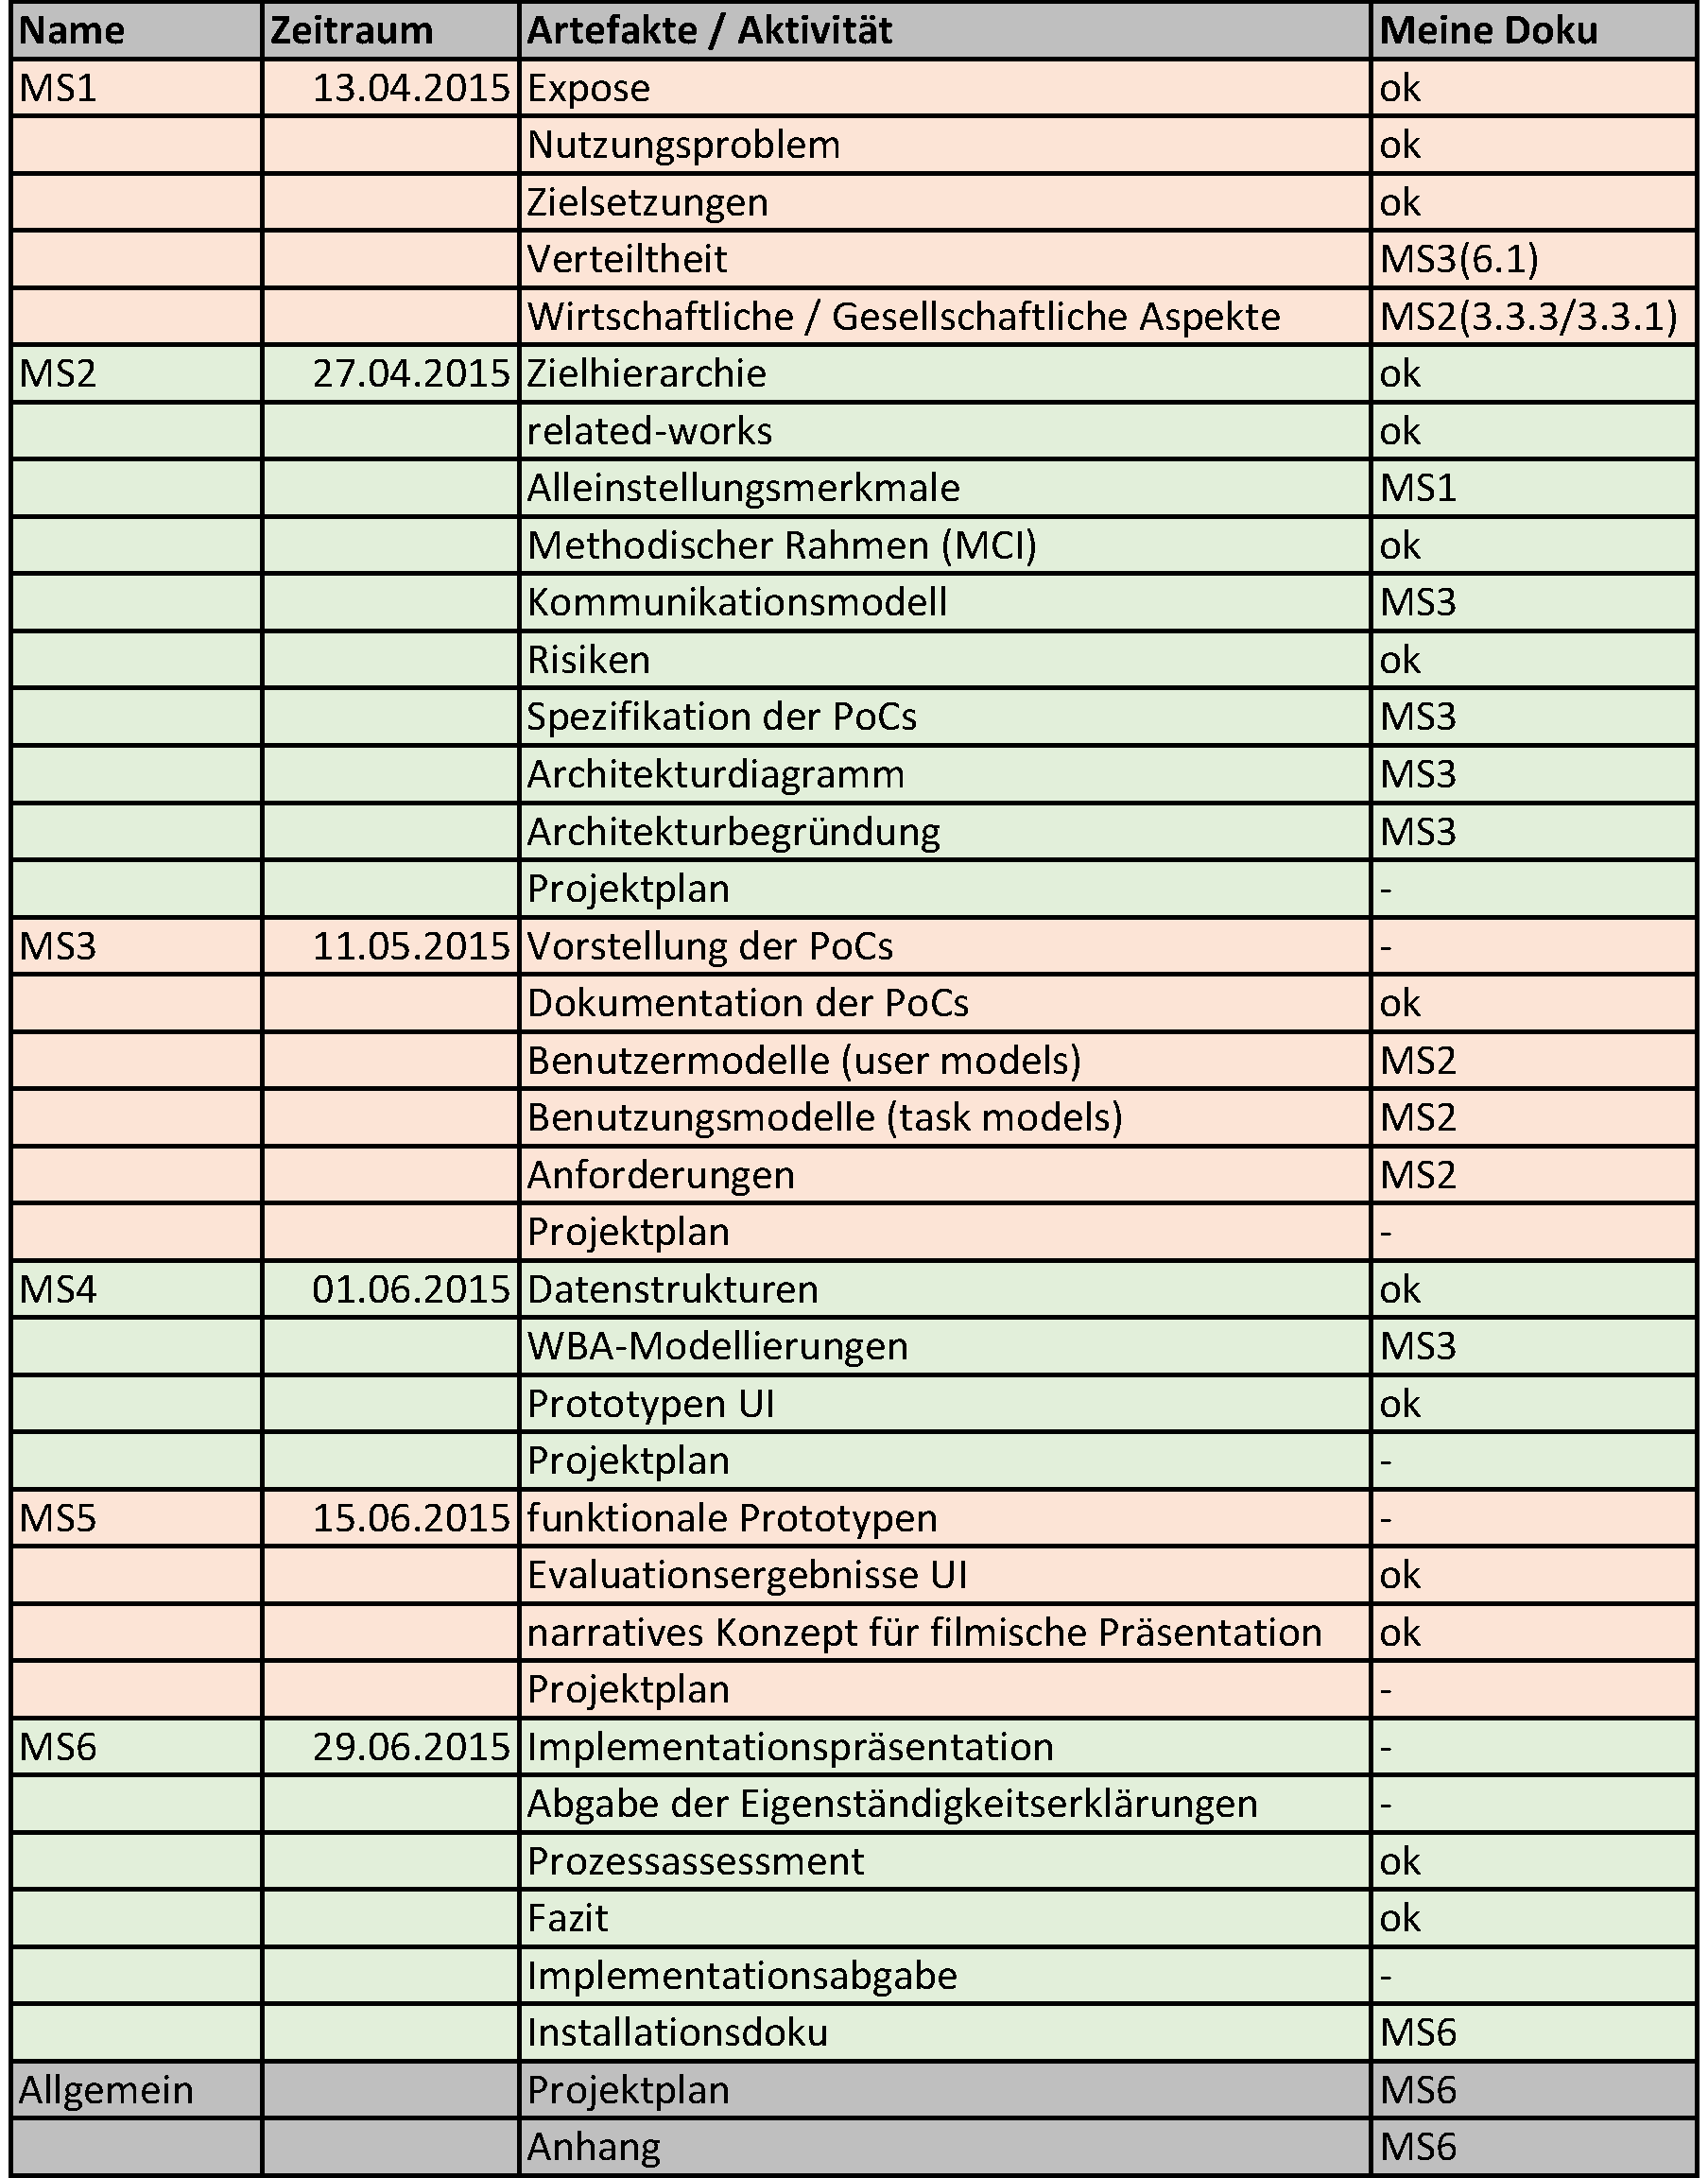 Name Zeitraum Artefakte / Aktivität Meine Doku
MS1 13.04.2015 Expose ok
Nutzungsproblem ok
Zielsetzungen ok
Verteiltheit MS3(6.1)
Wirtschaftliche / Gesellschaftliche Aspekte MS2(3.3.3/3.3.1)
MS2 27.04.2015 Zielhierarchie ok
related-works ok
Alleinstellungsmerkmale MS1
Methodischer Rahmen (MCI) ok
Kommunikationsmodell MS3
Risiken ok
Spezifikation der PoCs MS3
Architekturdiagramm MS3
Architekturbegründung MS3
Projektplan -
MS3 11.05.2015 Vorstellung der PoCs -
Dokumentation der PoCs ok
Benutzermodelle (user models) MS2
Benutzungsmodelle (task models) MS2
Anforderungen MS2
Projektplan -
MS4 01.06.2015 Datenstrukturen ok
WBA-Modellierungen MS3
Prototypen UI ok
Projektplan -
MS5 15.06.2015 funktionale Prototypen -
Evaluationsergebnisse UI ok
narratives Konzept für filmische Präsentation ok
Projektplan -
MS6 29.06.2015 Implementationspräsentation -
Abgabe der Eigenständigkeitserklärungen -
Prozessassessment ok
Fazit ok
Implementationsabgabe -
Installationsdoku MS6
Allgemein Projektplan MS6
Anhang MS6